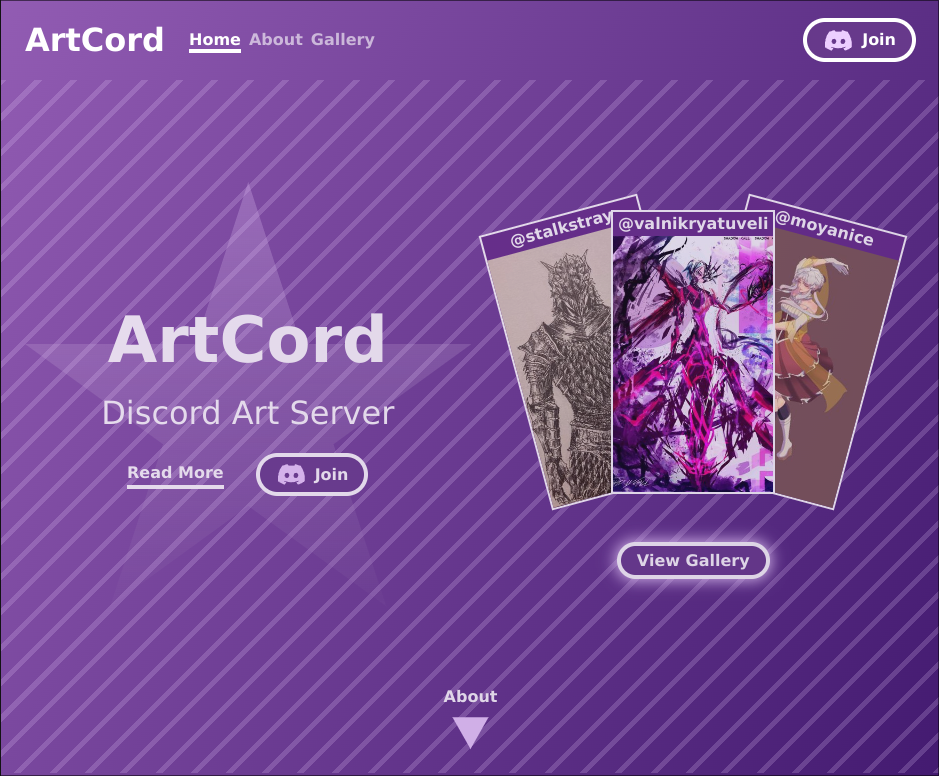 ArtCord
Home About Gallery
Join
@stalkstray
@valnikryatuveli
@moyanice
ArtCord
Discord Art Server
Read More
Join
View Gallery
About